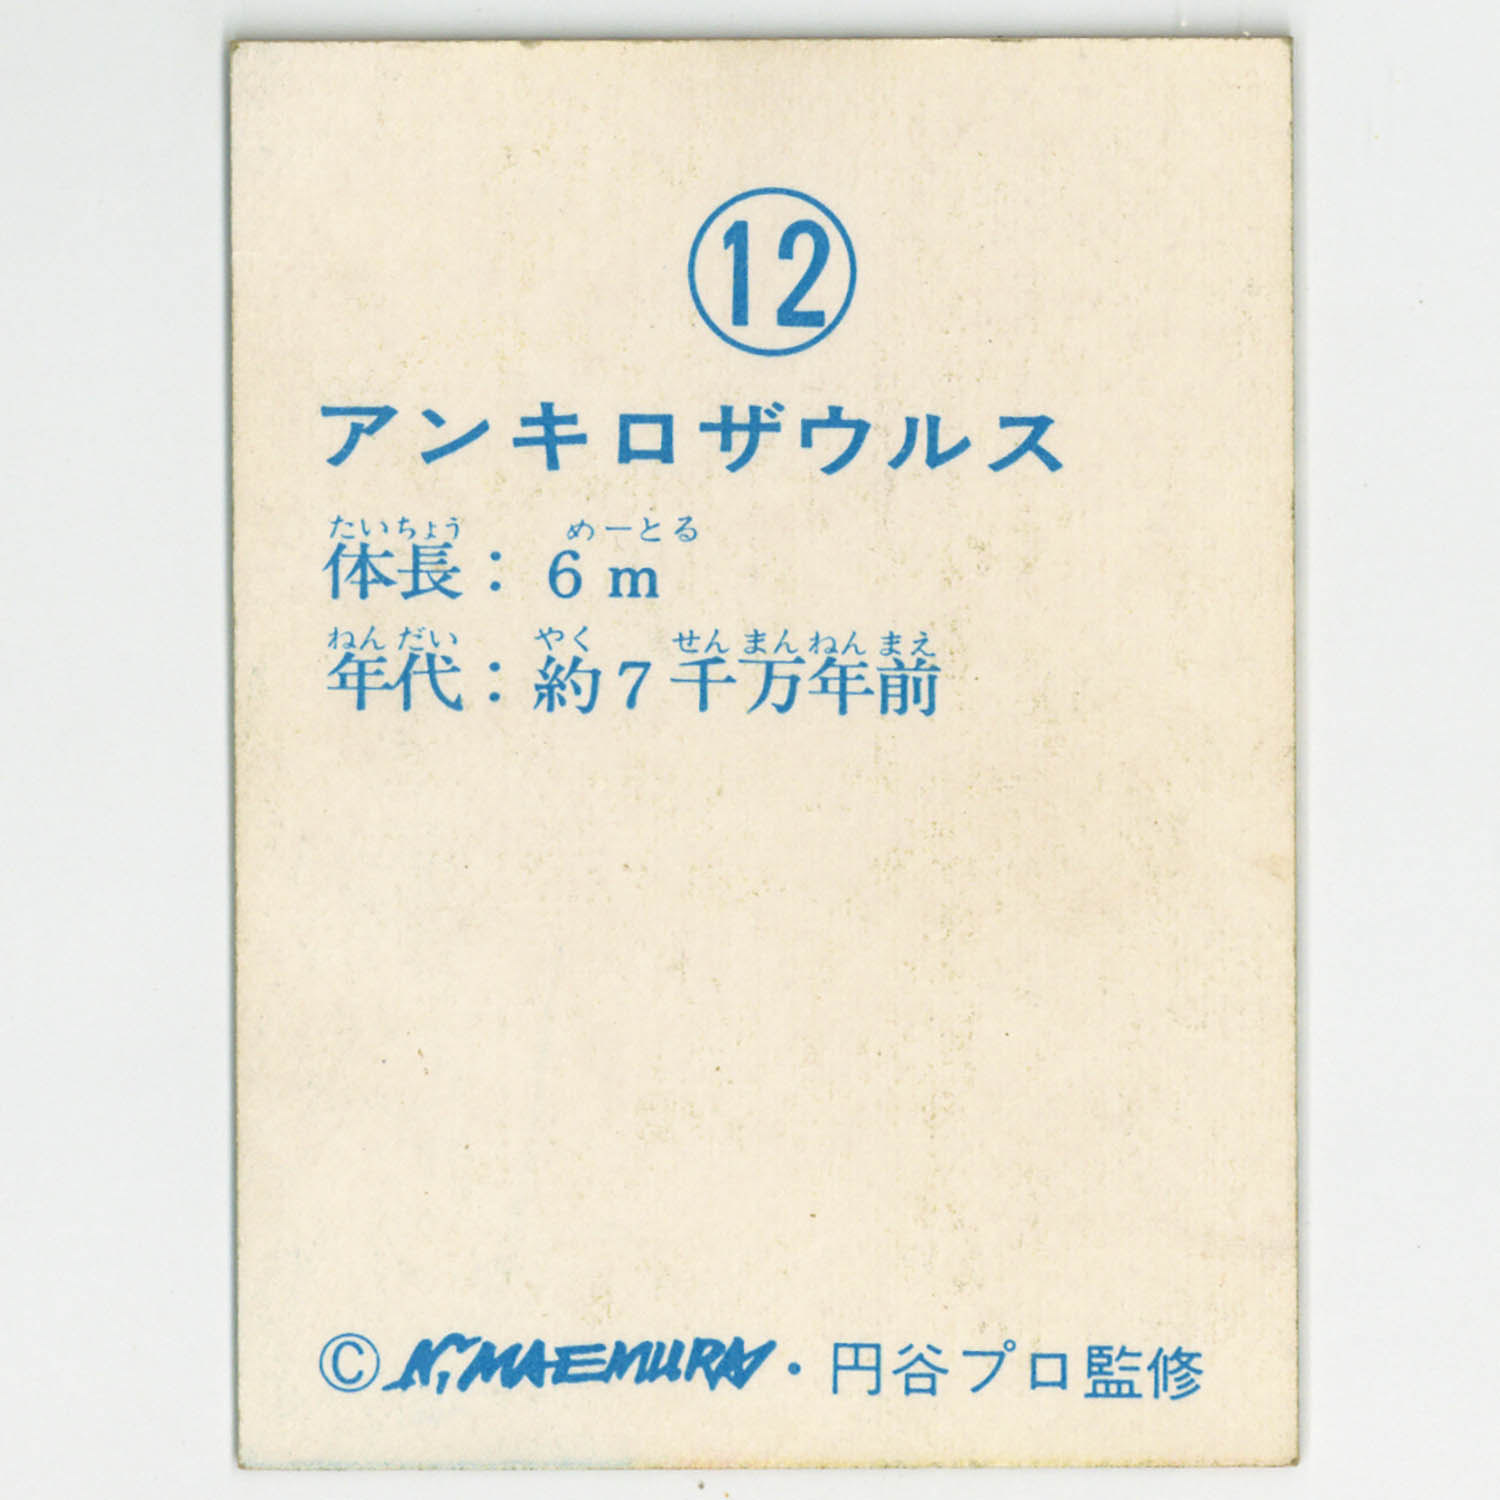 12
アンキロザウルス
たいちょう めーとる
体長：6m
ねんだい やく せんまんねんまえ
年代：約7千万年前
©N.MAEMURA・円谷プロ監修